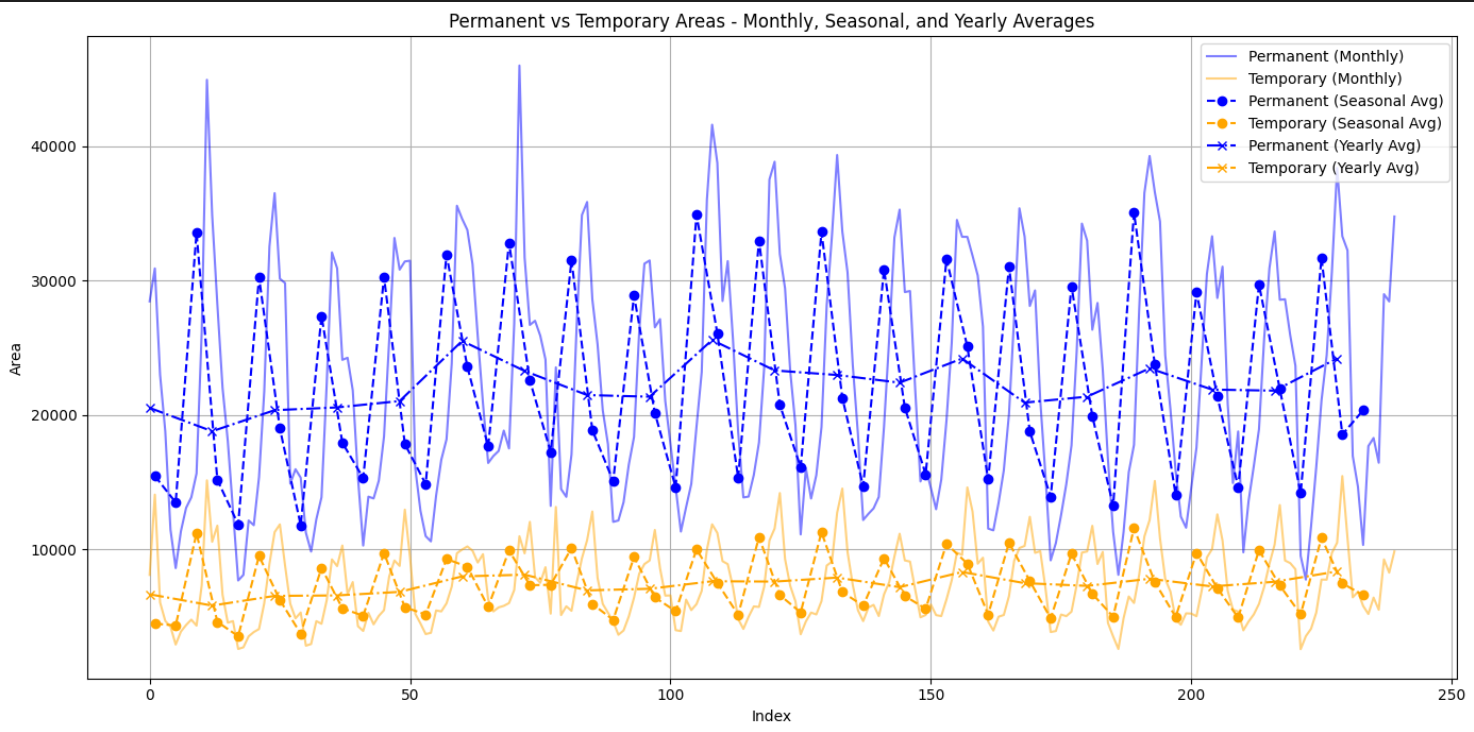 Permanent vs Temporary Areas - Monthly, Seasonal, and Yearly Averages
Permanent (Monthly)
Temporary (Monthly)
Permanent (Seasonal Avg)
Temporary (Seasonal Avg)
Permanent (Yearly Avg)
Temporary (Yearly Avg)
Area
40000
30000
20000
10000
0
50
100
150
200
250
Index